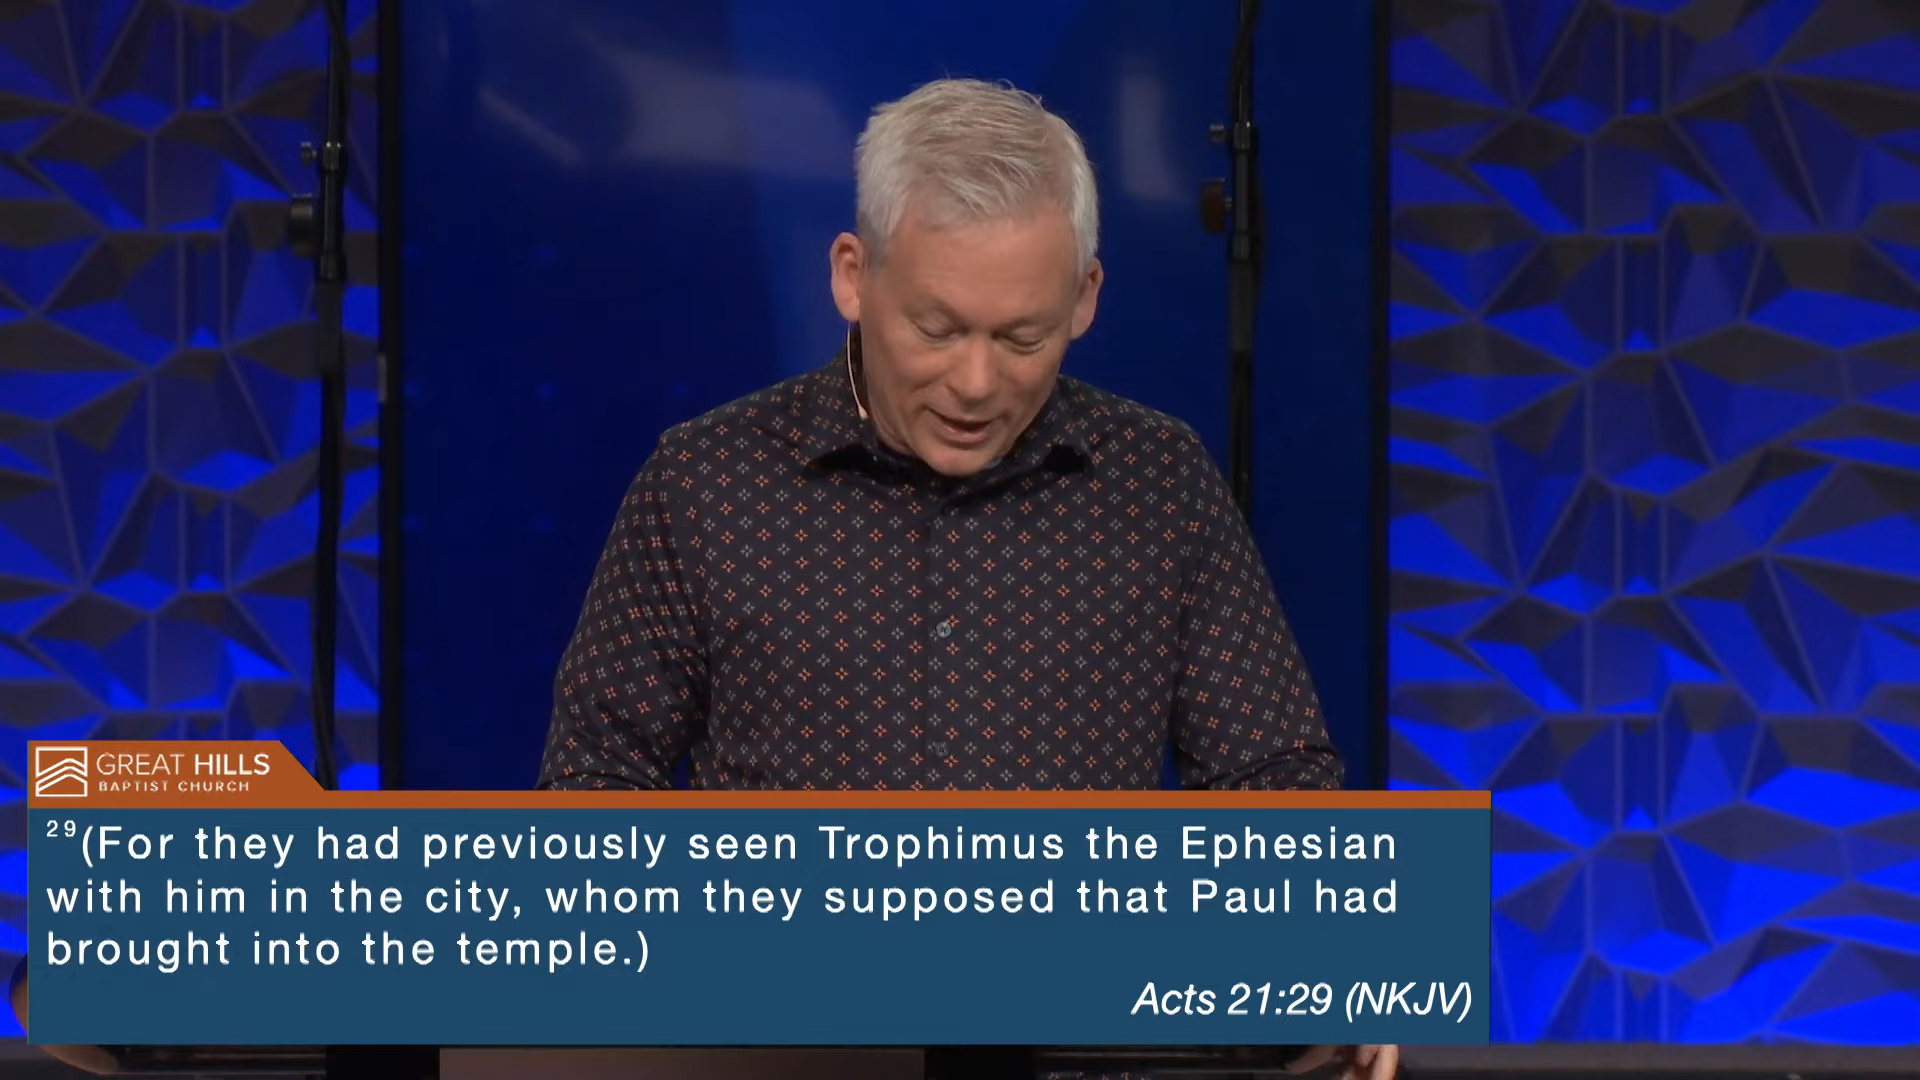 GREAT HILLS
BAPTIST CHURCH
29(For they had previously seen Trophimus the Ephesian
with him in the city, whom they supposed that Paul had
brought into the temple.)
Acts 21:29 (NKJV)